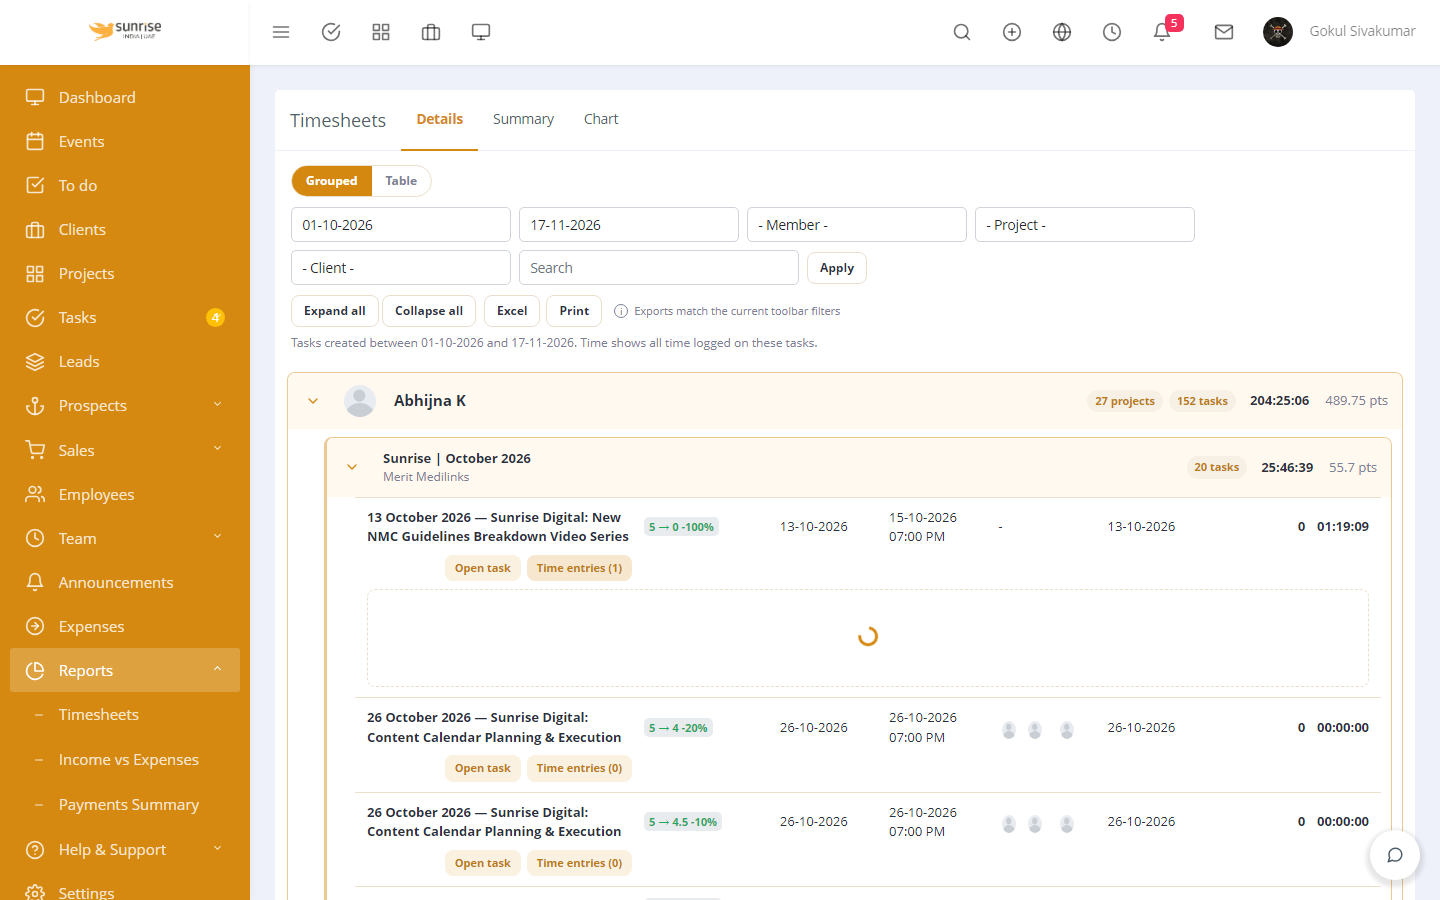 sunrise
INDIA | UAE
5
Gokul Sivakumar
Dashboard
Events
To do
Clients
Projects
Tasks
4
Leads
Prospects
Sales
Employees
Team
Announcements
Expenses
Reports
Timesheets
Income vs Expenses
Payments Summary
Help & Support
Settings
Timesheets
Details
Summary
Chart
Grouped
Table
01-10-2026
17-11-2026
- Member -
- Project -
- Client -
Search
Apply
Expand all
Collapse all
Excel
Print
Exports match the current toolbar filters
Tasks created between 01-10-2026 and 17-11-2026. Time shows all time logged on these tasks.
Abhijna K
27 projects
152 tasks
204:25:06
489.75 pts
Sunrise | October 2026
Merit Medilinks
20 tasks
25:46:39
55.7 pts
13 October 2026 — Sunrise Digital: New
NMC Guidelines Breakdown Video Series
5 → 0 -100%
13-10-2026
15-10-2026
07:00 PM
-
13-10-2026
0
01:19:09
Open task
Time entries (1)
26 October 2026 — Sunrise Digital:
Content Calendar Planning & Execution
5 → 4 -20%
26-10-2026
26-10-2026
07:00 PM
26-10-2026
0
00:00:00
Open task
Time entries (0)
26 October 2026 — Sunrise Digital:
Content Calendar Planning & Execution
5 → 4.5 -10%
26-10-2026
26-10-2026
07:00 PM
26-10-2026
0
00:00:00
Open task
Time entries (0)